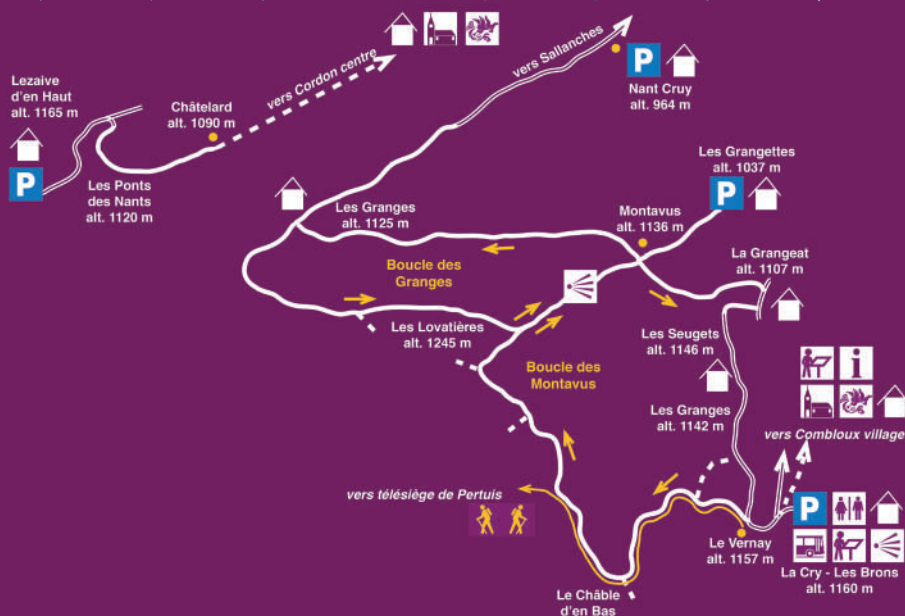 vers Sallanches
P
Nant Cruy
alt. 964 m
Lezaive
d'en Haut
alt. 1165 m
P
Châtelard
alt. 1090 m
vers Cordon centre
Les Ponts
des Nants
alt. 1120 m
Les Grangettes
alt. 1037 m
P
Les Granges
alt. 1125 m
Montavus
alt. 1136 m
La Grangeat
alt. 1107 m
Boucle des
Granges
Les Lovatières
alt. 1245 m
Les Seugets
alt. 1146 m
Boucle des
Montavus
i
Les Granges
alt. 1142 m
vers Combloux village
vers télésiège de Pertuis
P
Le Vernay
alt. 1157 m
La Cry - Les Brons
alt. 1160 m
Le Châble
d'en Bas